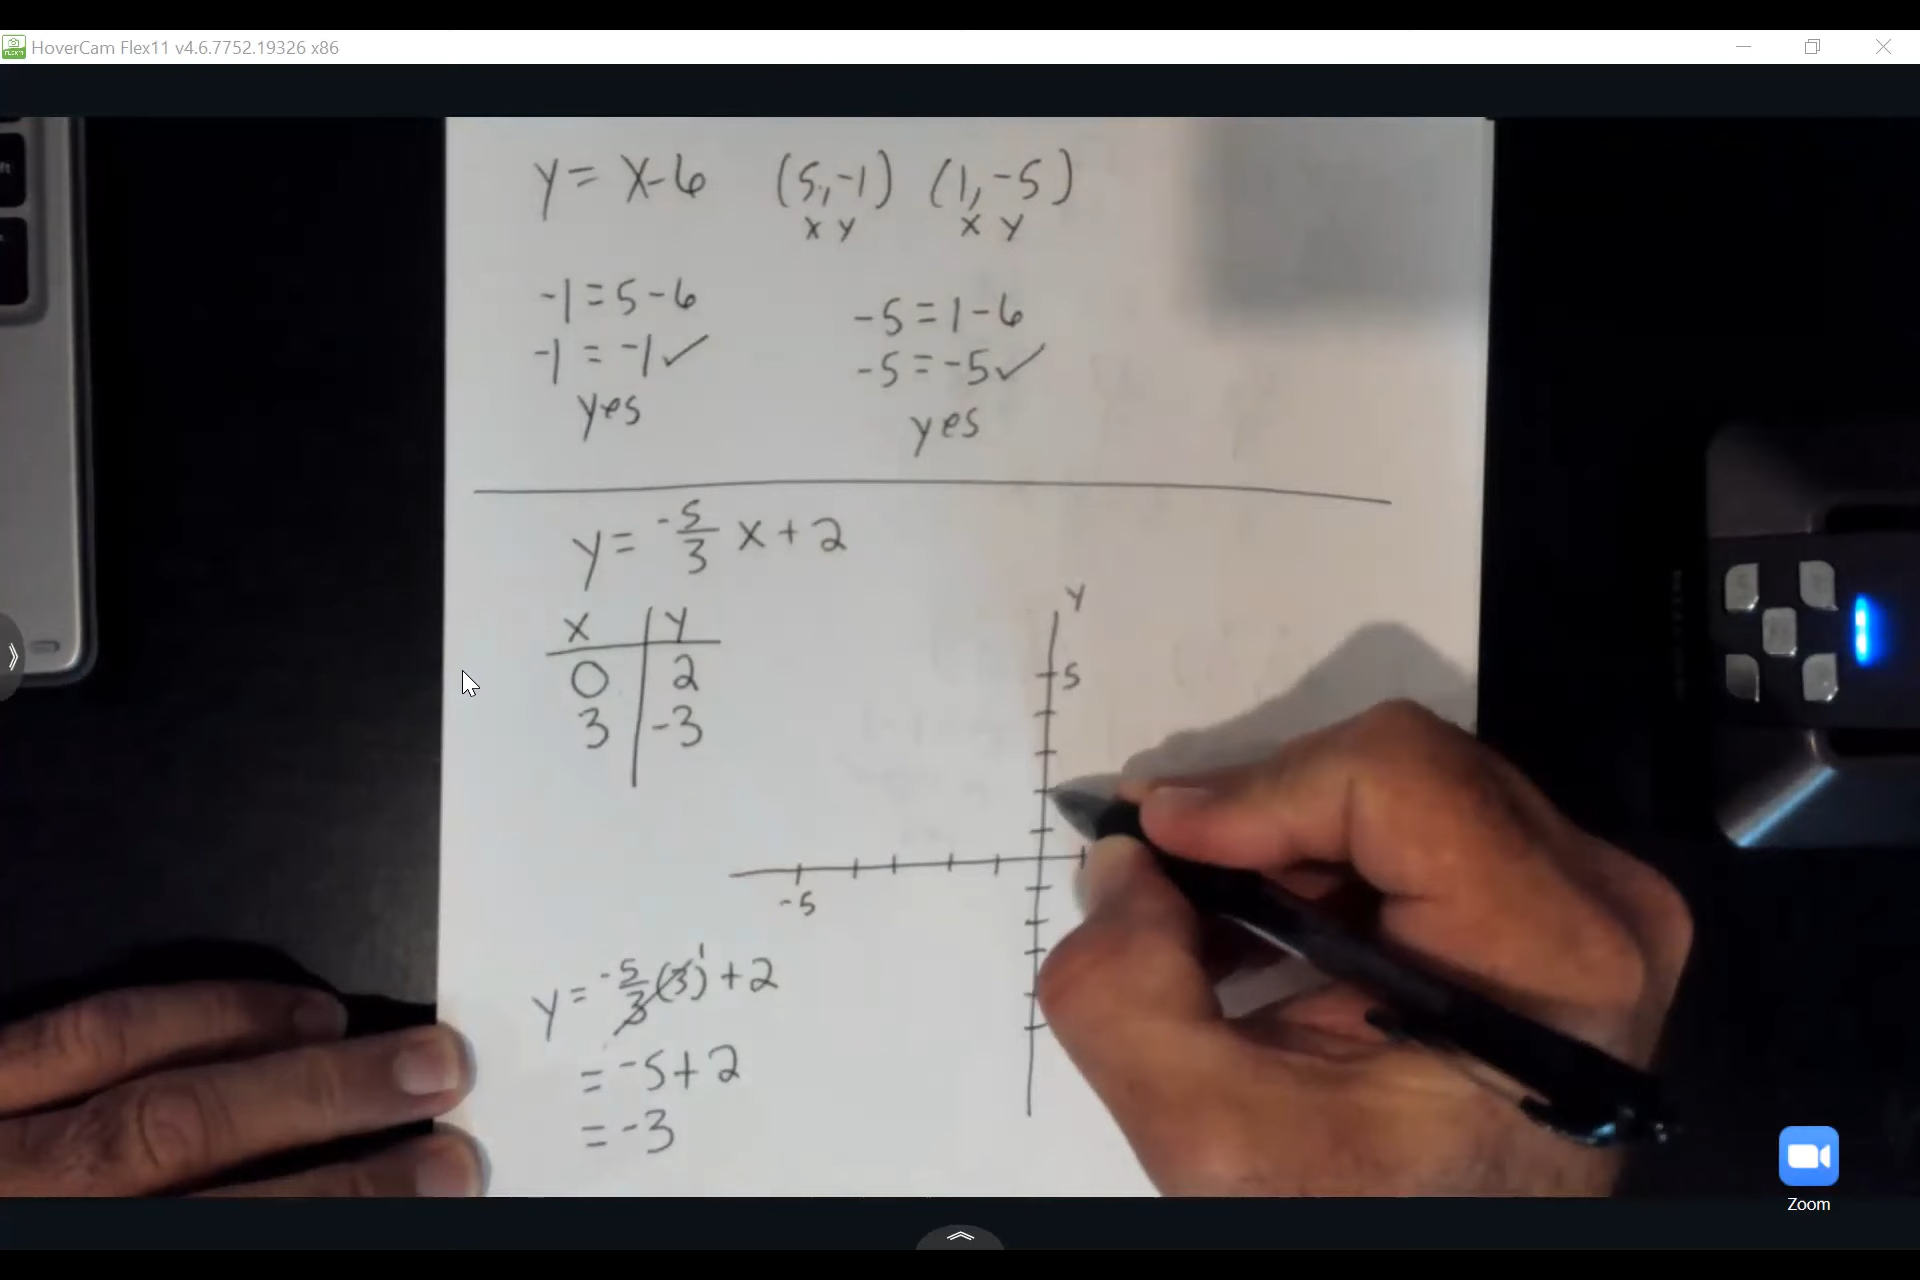 HoverCam Flex11 v4.6.7752.19326 x86
y = x-6 (5,-1) (1,-5)
x y x y
-1 = 5-6
-1 = -1 ✓
yes
-5 = 1-6
-5 = -5 ✓
yes
y = -5/3 x + 2
x | y
0 | 2
3 | -3
y
5
-5
y = -5/3 (3)¹ + 2
= -5+2
= -3
Zoom